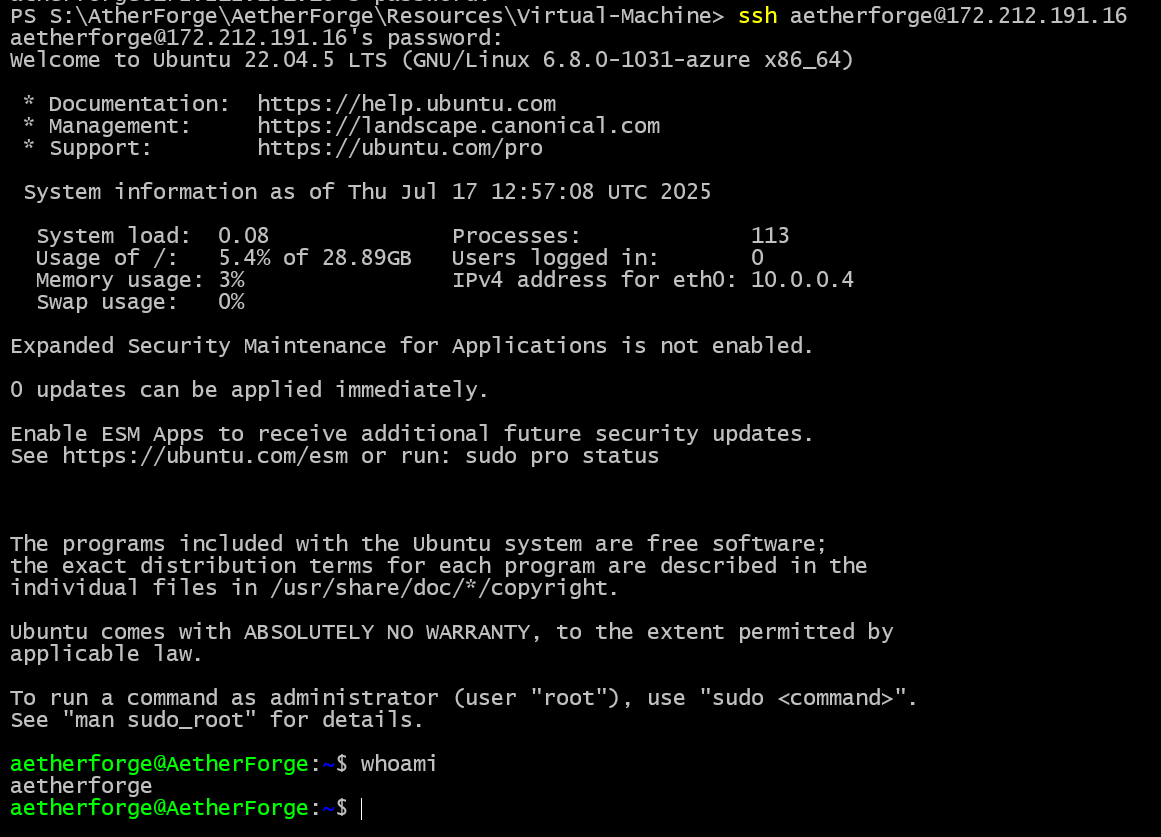 PS S:\AtherForge\AetherForge\Resources\Virtual-Machine> ssh aetherforge@172.212.191.16
aetherforge@172.212.191.16's password:
Welcome to Ubuntu 22.04.5 LTS (GNU/Linux 6.8.0-1031-azure x86_64)
* Documentation:  https://help.ubuntu.com
* Management:     https://landscape.canonical.com
* Support:        https://ubuntu.com/pro
System information as of Thu Jul 17 12:57:08 UTC 2025
System load:  0.08              Processes:             113
Usage of /:   5.4% of 28.89GB   Users logged in:       0
Memory usage: 3%                IPv4 address for eth0: 10.0.0.4
Swap usage:   0%
Expanded Security Maintenance for Applications is not enabled.
0 updates can be applied immediately.
Enable ESM Apps to receive additional future security updates.
See https://ubuntu.com/esm or run: sudo pro status
The programs included with the Ubuntu system are free software;
the exact distribution terms for each program are described in the
individual files in /usr/share/doc/*/copyright.
Ubuntu comes with ABSOLUTELY NO WARRANTY, to the extent permitted by
applicable law.
To run a command as administrator (user "root"), use "sudo <command>".
See "man sudo_root" for details.
aetherforge@AetherForge:~$ whoami
aetherforge
aetherforge@AetherForge:~$